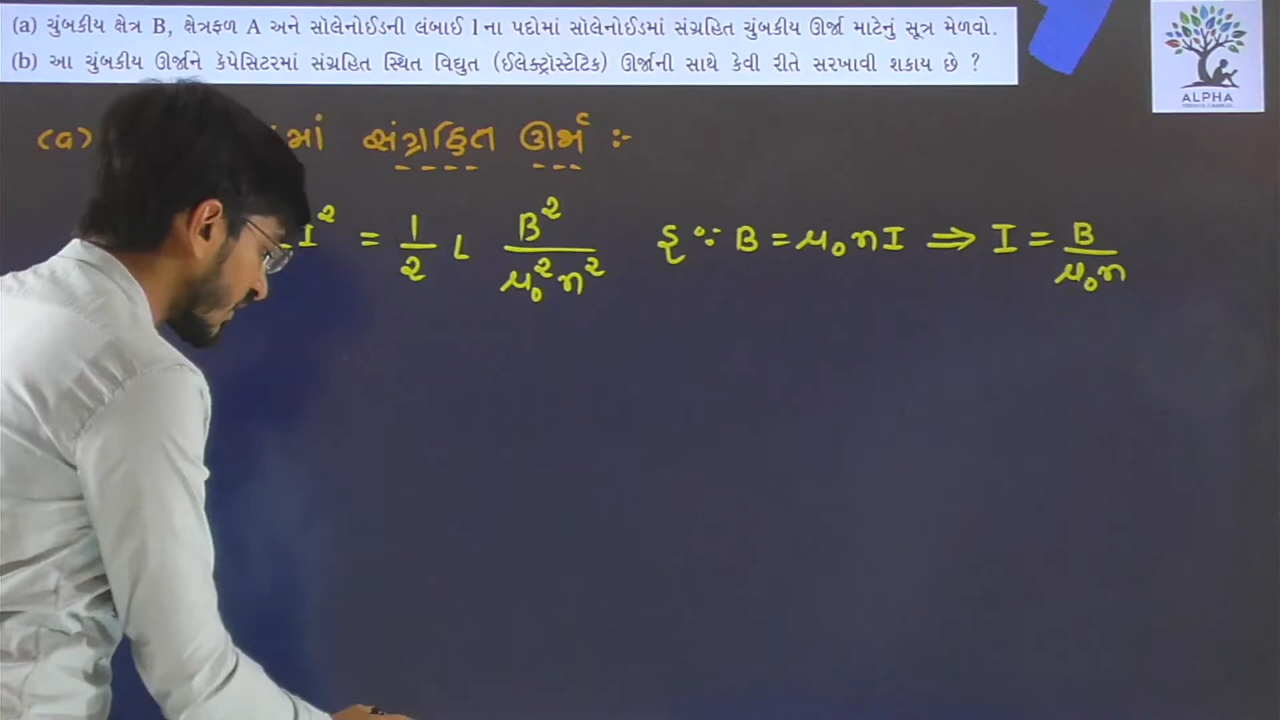 (a) ચુંબકીય ક્ષેત્ર B, ક્ષેત્રફળ A અને સૉલેનોઈડની લંબાઈ l ના પદોમાં સૉલેનોઈડમાં સંગ્રહિત ચુંબકીય ઊર્જા માટેનું સૂત્ર મેળવો.
(b) આ ચુંબકીય ઊર્જાને કૅપેસિટરમાં સંગ્રહિત સ્થિત વિદ્યુત (ઈલેક્ટ્રૉસ્ટેટિક) ઊર્જાની સાથે કેવી રીતે સરખાવી શકાય છે ?
ALPHA
(a) માં સંગ્રહિત ઊર્જા :-
I² = 1/2 L B²/μ₀²n² { ∵ B = μ₀nI ⇒ I = B/μ₀n